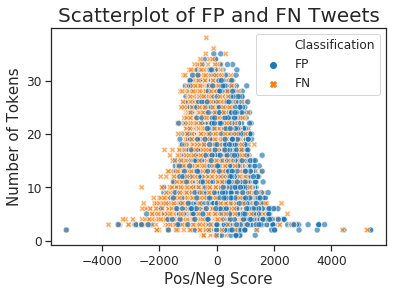 Scatterplot of FP and FN Tweets
Classification
FP
FN
Number of Tokens
30
20
10
0
−4000
−2000
0
2000
4000
Pos/Neg Score